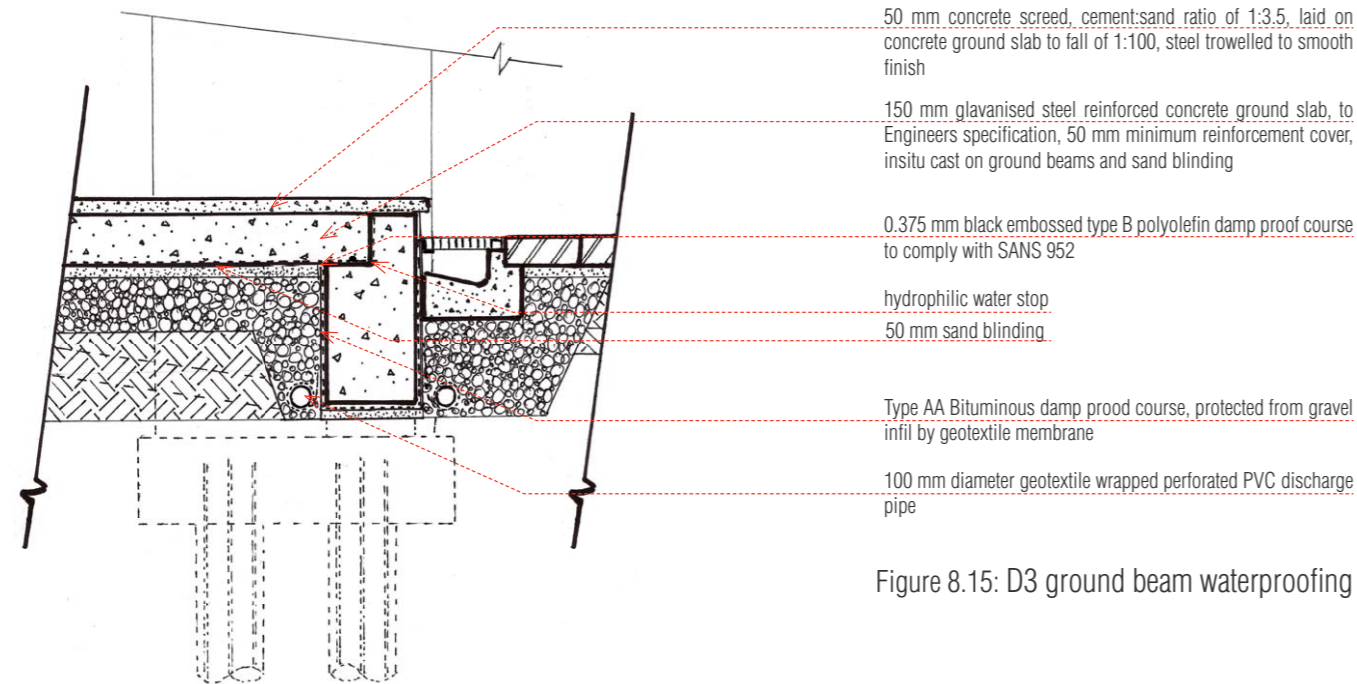 50 mm concrete screed, cement:sand ratio of 1:3.5, laid on
concrete ground slab to fall of 1:100, steel trowelled to smooth
finish
150 mm glavanised steel reinforced concrete ground slab, to
Engineers specification, 50 mm minimum reinforcement cover,
insitu cast on ground beams and sand blinding
0.375 mm black embossed type B polyolefin damp proof course
to comply with SANS 952
hydrophilic water stop
50 mm sand blinding
Type AA Bituminous damp prood course, protected from gravel
infil by geotextile membrane
100 mm diameter geotextile wrapped perforated PVC discharge
pipe
Figure 8.15: D3 ground beam waterproofing